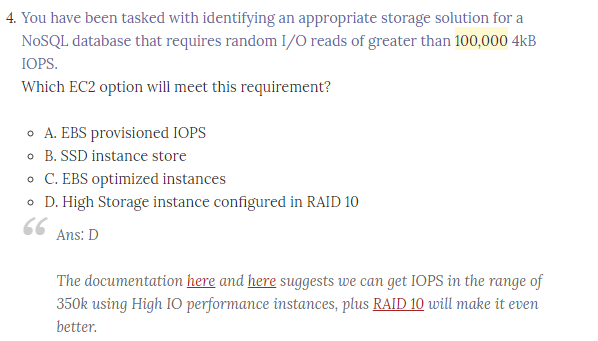 4. You have been tasked with identifying an appropriate storage solution for a
NoSQL database that requires random I/O reads of greater than 100,000 4kB
IOPS.
Which EC2 option will meet this requirement?
A. EBS provisioned IOPS
B. SSD instance store
C. EBS optimized instances
D. High Storage instance configured in RAID 10
“ Ans: D
The documentation here and here suggests we can get IOPS in the range of
350k using High IO performance instances, plus RAID 10 will make it even
better.